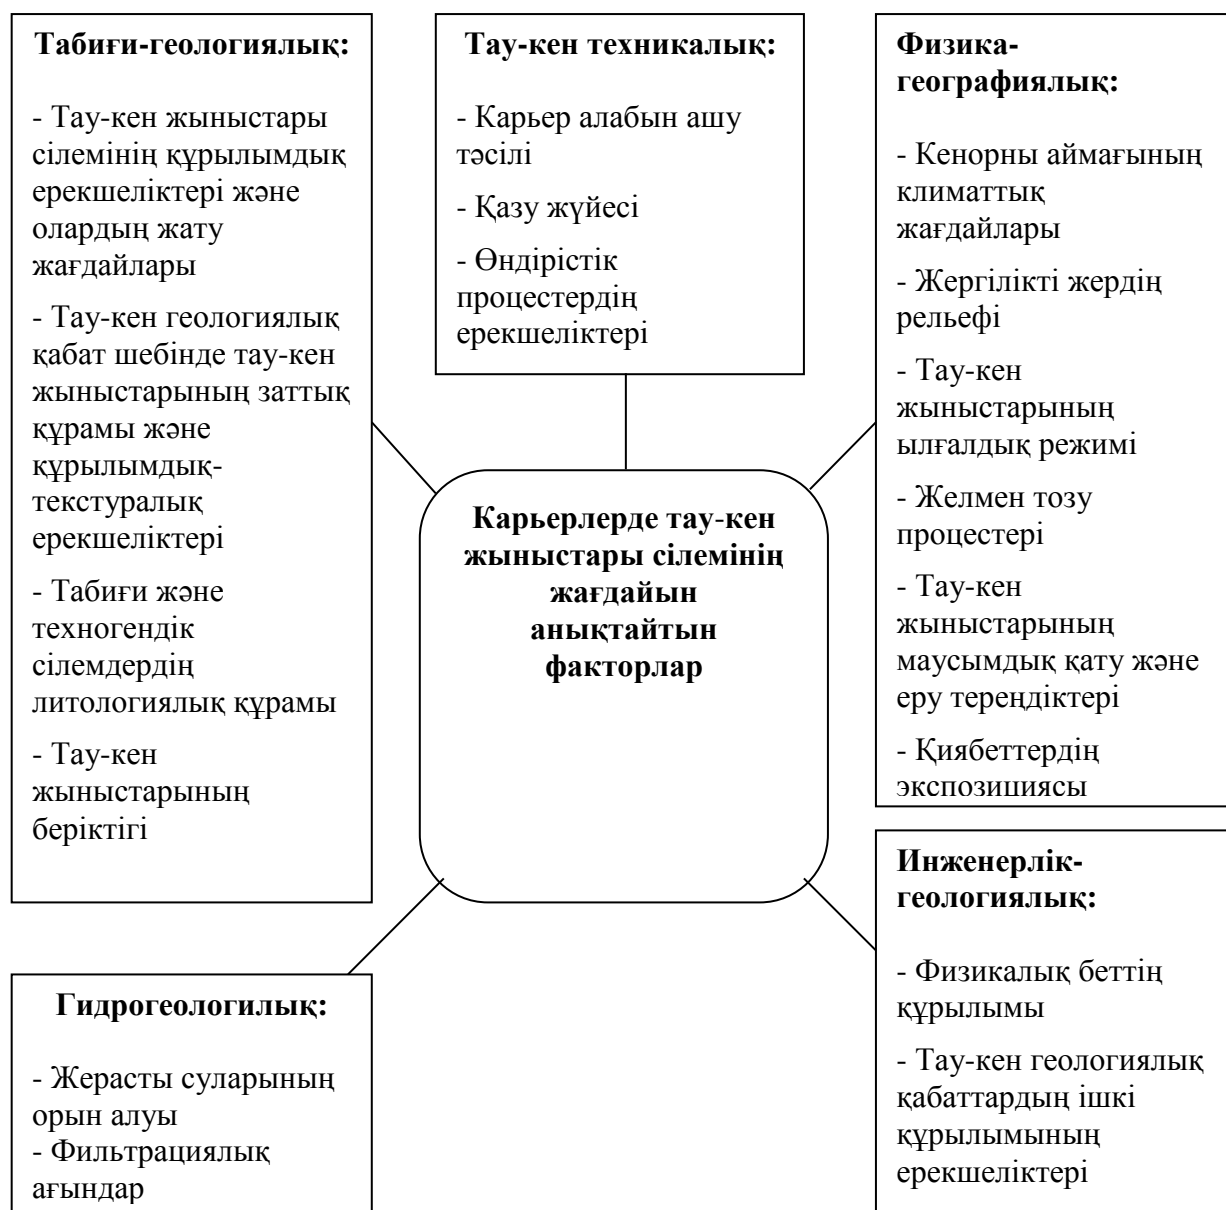 Табиғи-геологиялық:
- Тау-кен жыныстары
сілемінің құрылымдық
ерекшеліктері және
олардың жату
жағдайлары
- Тау-кен геологиялық
қабат шебінде тау-кен
жыныстарының заттық
құрамы және
құрылымдық-
текстуралық
ерекшеліктері
- Табиғи және
техногендік
сілемдердің
литологиялық құрамы
- Тау-кен
жыныстарының
беріктігі
Тау-кен техникалық:
- Карьер алабын ашу
тәсілі
- Қазу жүйесі
- Өндірістік
процестердің
ерекшеліктері
Физика-
географиялық:
- Кенорны аймағының
климаттық
жағдайлары
- Жергілікті жердің
рельефі
- Тау-кен
жыныстарының
ылғалдық режимі
- Желмен тозу
процестері
- Тау-кен
жыныстарының
маусымдық қату және
еру тереңдіктері
- Қиябеттердің
экспозициясы
Карьерлерде тау-кен
жыныстары сілемінің
жағдайын
анықтайтын
факторлар
Гидрогеологилық:
- Жерасты суларының
орын алуы
- Фильтрациялық
ағындар
Инженерлік-
геологиялық:
- Физикалық беттің
құрылымы
- Тау-кен геологиялық
қабаттардың ішкі
құрылымының
ерекшеліктері